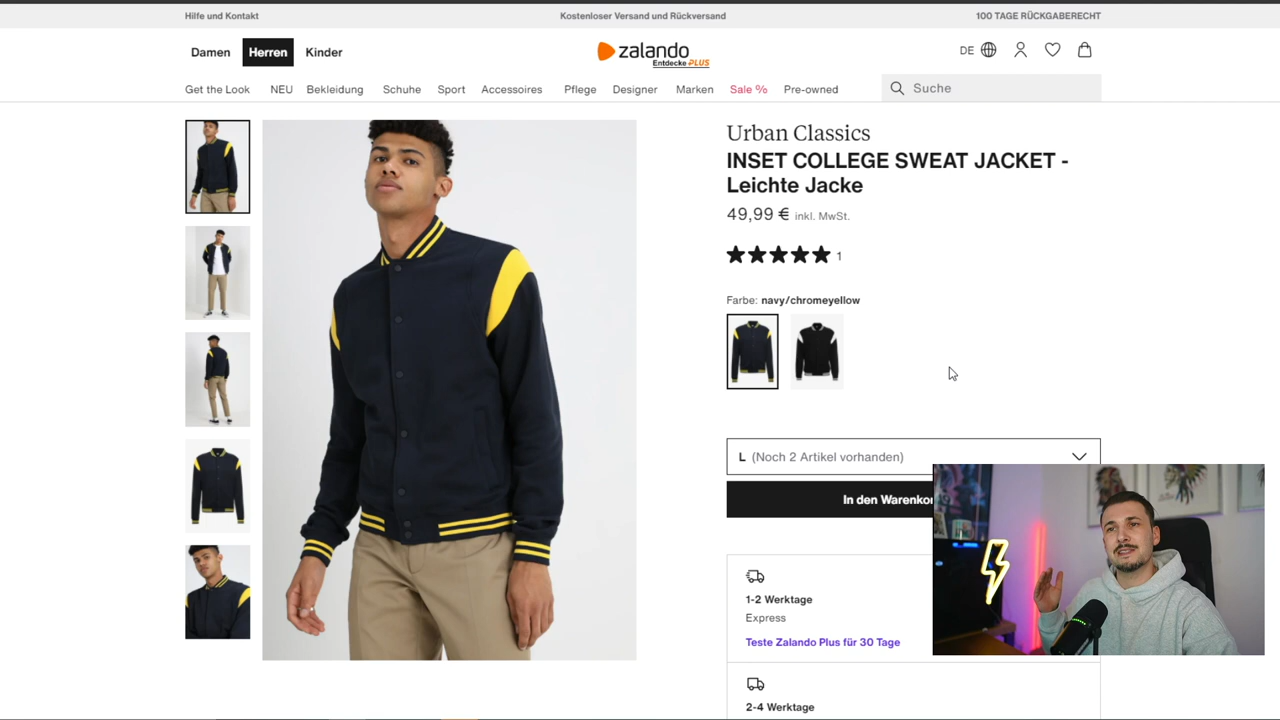 Hilfe und Kontakt
Kostenloser Versand und Rückversand
100 TAGE RÜCKGABERECHT
Damen Herren Kinder
zalando
Entdecke PLUS
DE
Get the Look NEU Bekleidung Schuhe Sport Accessoires Pflege Designer Marken Sale % Pre-owned
Suche
Urban Classics
INSET COLLEGE SWEAT JACKET -
Leichte Jacke
49,99 € inkl. MwSt.
1
Farbe: navy/chromeyellow
L (Noch 2 Artikel vorhanden)
In den Warenkor
1-2 Werktage
Express
Teste Zalando Plus für 30 Tage
2-4 Werktage